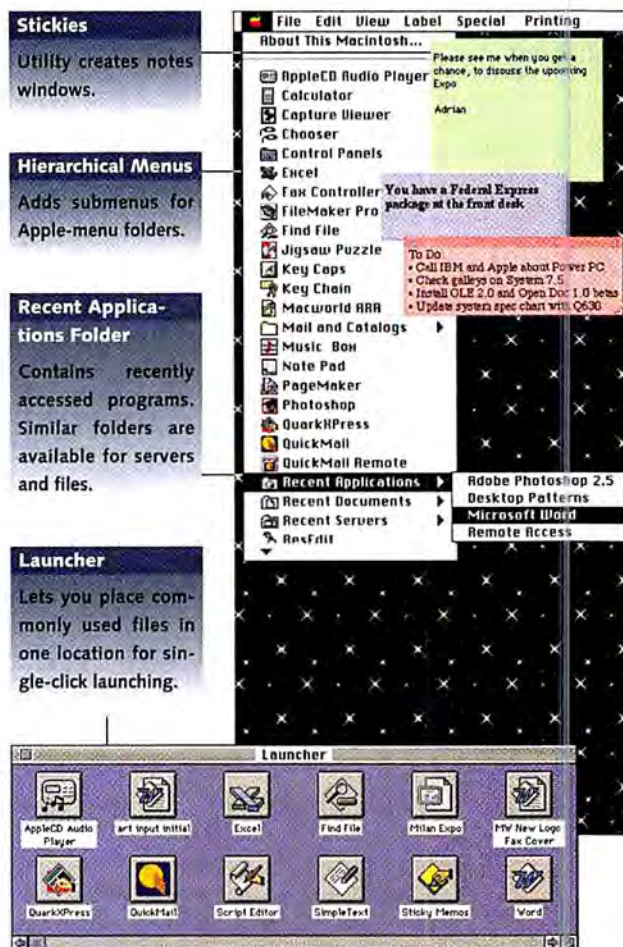 Stickies
Utility creates notes
windows.
Hierarchical Menus
Adds submenus for
Apple-menu folders.
Recent Applica-
tions Folder
Contains recently
accessed programs.
Similar folders are
available for servers
and files.
Launcher
Lets you place com-
monly used files in
one location for sin-
gle-click launching.
File Edit View Label Special Printing
About This Macintosh...
AppleCD Audio Player
Calculator
Capture Viewer
Chooser
Control Panels
Excel
Fax Controller
FileMaker Pro
Find File
Jigsaw Puzzle
Key Caps
Key Chain
Macworld ARA
Mail and Catalogs
Music Box
Note Pad
PageMaker
Photoshop
QuarkXPress
QuickMail
QuickMail Remote
Recent Applications
Recent Documents
Recent Servers
ResEdit
Please see me when you get a
chance, to discuss the upcoming
Expo
Adrian
You have a Federal Express
package at the front desk
To Do:
• Call IBM and Apple about Power PC
• Check galleys on System 7.5
• Install OLE 2.0 and Open Doc 1.0 betas
• Update system spec chart with Q630
Adobe Photoshop 2.5
Desktop Patterns
Microsoft Word
Remote Access
Launcher
AppleCD Audio
Player
art input initial
Excel
Find File
Milan Expo
MW New Logo
Fax Cover
QuarkXPress
QuickMail
Script Editor
SimpleText
Sticky Memos
Word